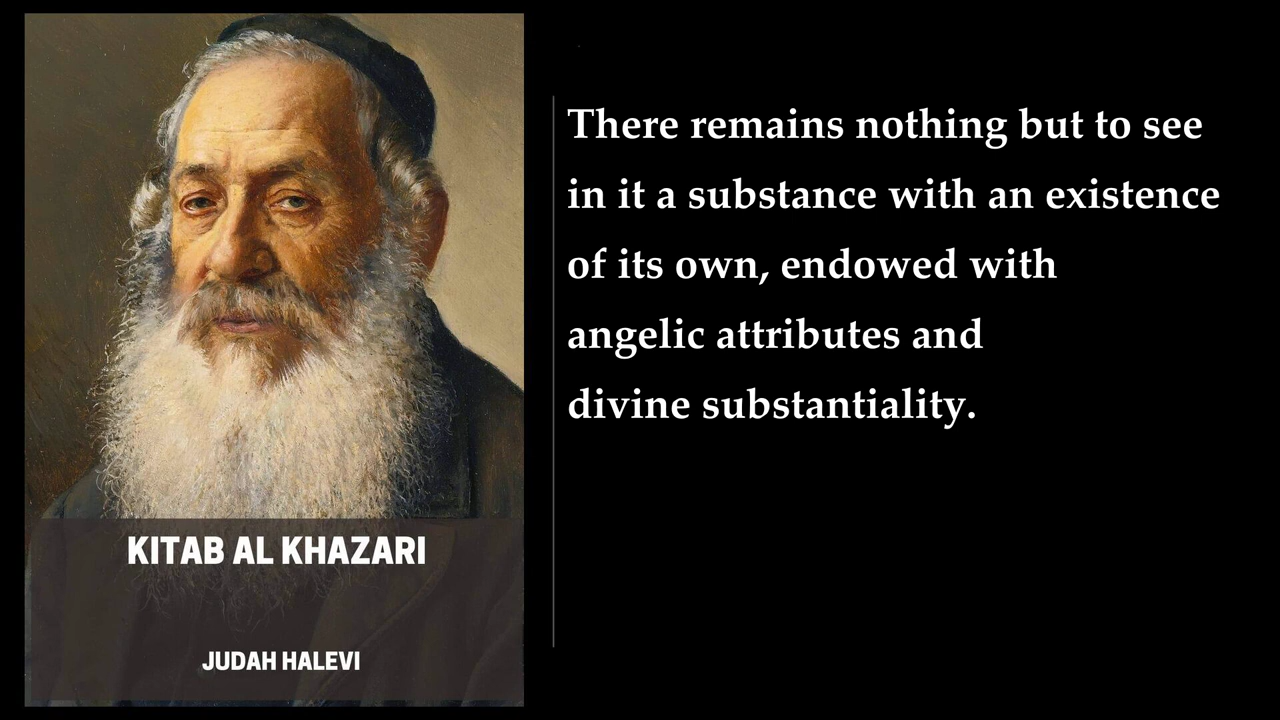 KITAB AL KHAZARI
JUDAH HALEVI
There remains nothing but to see
in it a substance with an existence
of its own, endowed with
angelic attributes and
divine substantiality.